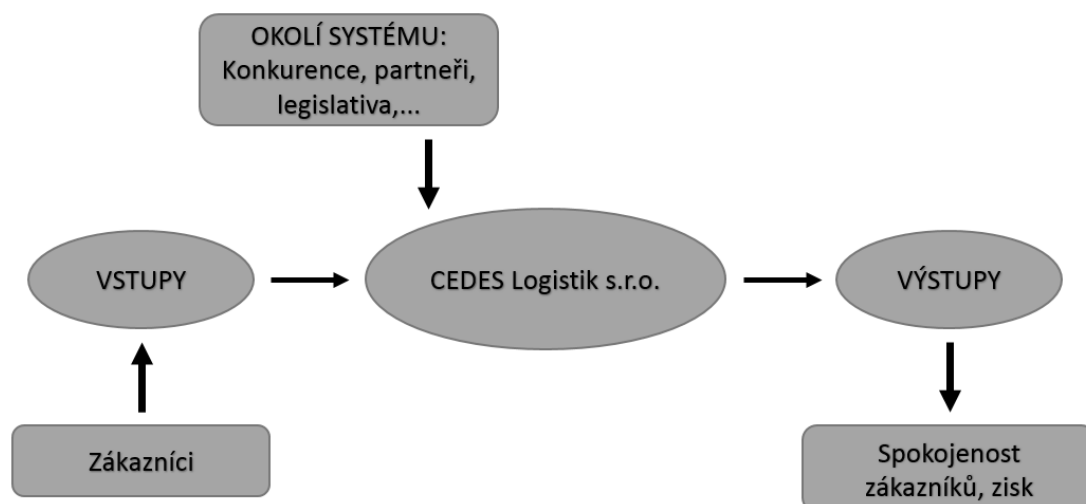 OKOLÍ SYSTÉMU:
Konkurence, partneři,
legislativa,...
VSTUPY
CEDES Logistik s.r.o.
VÝSTUPY
Zákazníci
Spokojenost
zákazníků, zisk